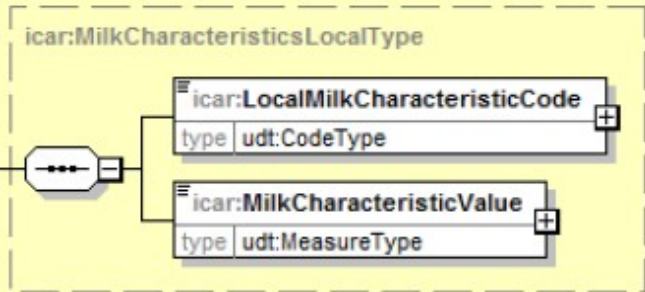 icar:MilkCharacteristicsLocalType
icar:LocalMilkCharacteristicCode
type udt:CodeType
icar:MilkCharacteristicValue
type udt:MeasureType